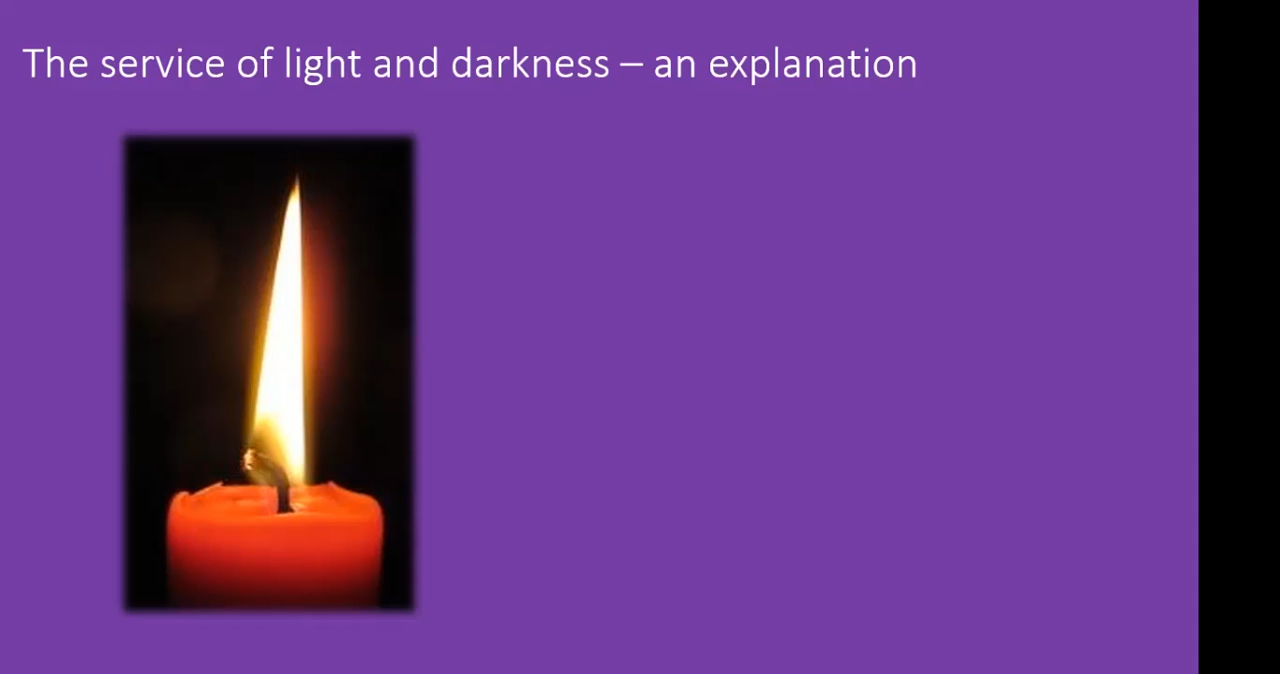 The service of light and darkness – an explanation